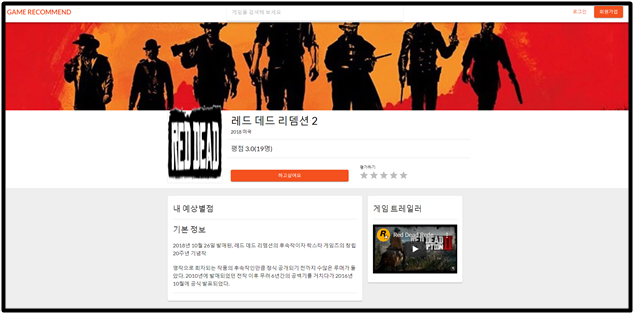 GAME RECOMMEND
게임을 검색해 보세요
로그인
회원가입
RED DEAD
레드 데드 리뎀션 2
2018 미국
평점 3.0(19명)
하고싶어요
평가하기
내 예상별점
기본 정보
2018년 10월 26일 발매된, 레드 데드 리뎀션의 후속작이자 락스타 게임즈의 창립
20주년 기념작
명작으로 회자되는 작품의 후속작인만큼 정식 공개되기 전까지 수많은 루머가 돌
았다. 2010년에 발매되었던 전작 이후 무려 6년간의 공백기를 거치다가 2016년
10월에 공식 발표되었다.
게임 트레일러
Red Dead Rede